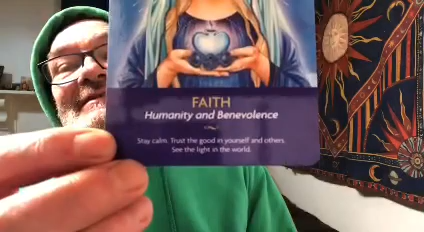 FAITH
Humanity and Benevolence
Stay calm. Trust the good in yourself and others.
See the light in the world.